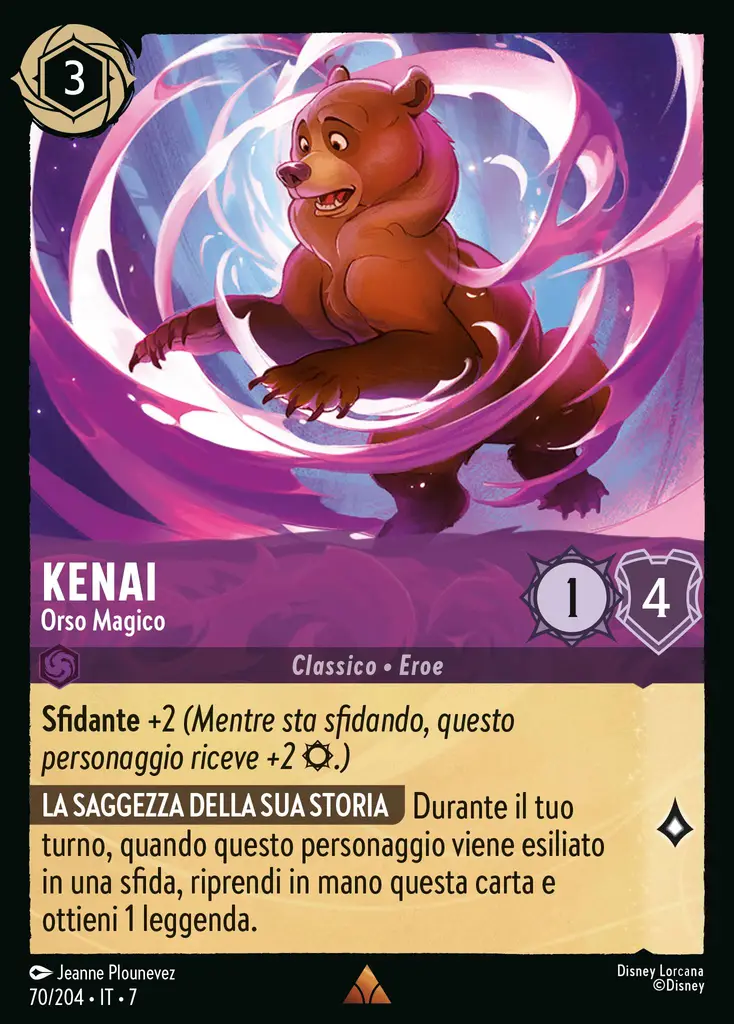 3
KENAI
Orso Magico
1
4
Classico • Eroe
Sfidante +2 (Mentre sta sfidando, questo
personaggio riceve +2 .)
LA SAGGEZZA DELLA SUA STORIA Durante il tuo
turno, quando questo personaggio viene esiliato
in una sfida, riprendi in mano questa carta e
ottieni 1 leggenda.
Jeanne Plounevez
70/204 • IT • 7
Disney Lorcana
©Disney